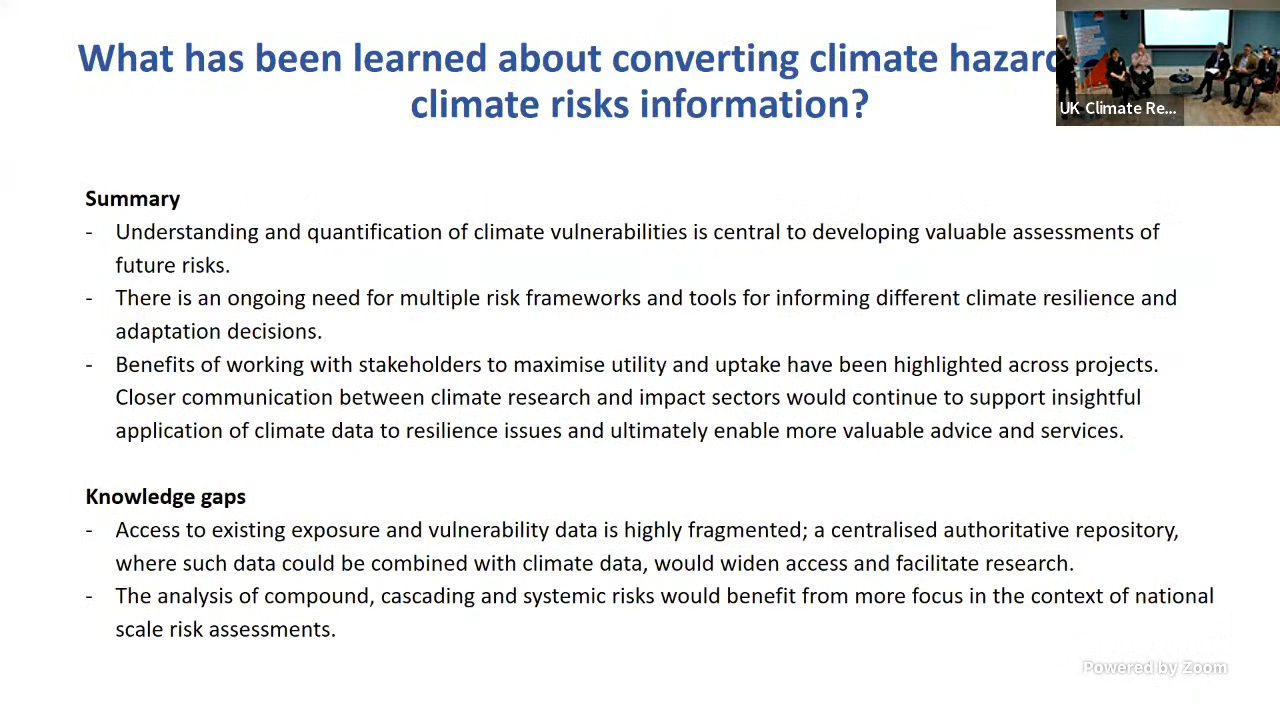 What has been learned about converting climate hazard
climate risks information?
UK Climate Re...
Summary
- Understanding and quantification of climate vulnerabilities is central to developing valuable assessments of
future risks.
- There is an ongoing need for multiple risk frameworks and tools for informing different climate resilience and
adaptation decisions.
- Benefits of working with stakeholders to maximise utility and uptake have been highlighted across projects.
Closer communication between climate research and impact sectors would continue to support insightful
application of climate data to resilience issues and ultimately enable more valuable advice and services.
Knowledge gaps
- Access to existing exposure and vulnerability data is highly fragmented; a centralised authoritative repository,
where such data could be combined with climate data, would widen access and facilitate research.
- The analysis of compound, cascading and systemic risks would benefit from more focus in the context of national
scale risk assessments.
Powered by Zoom